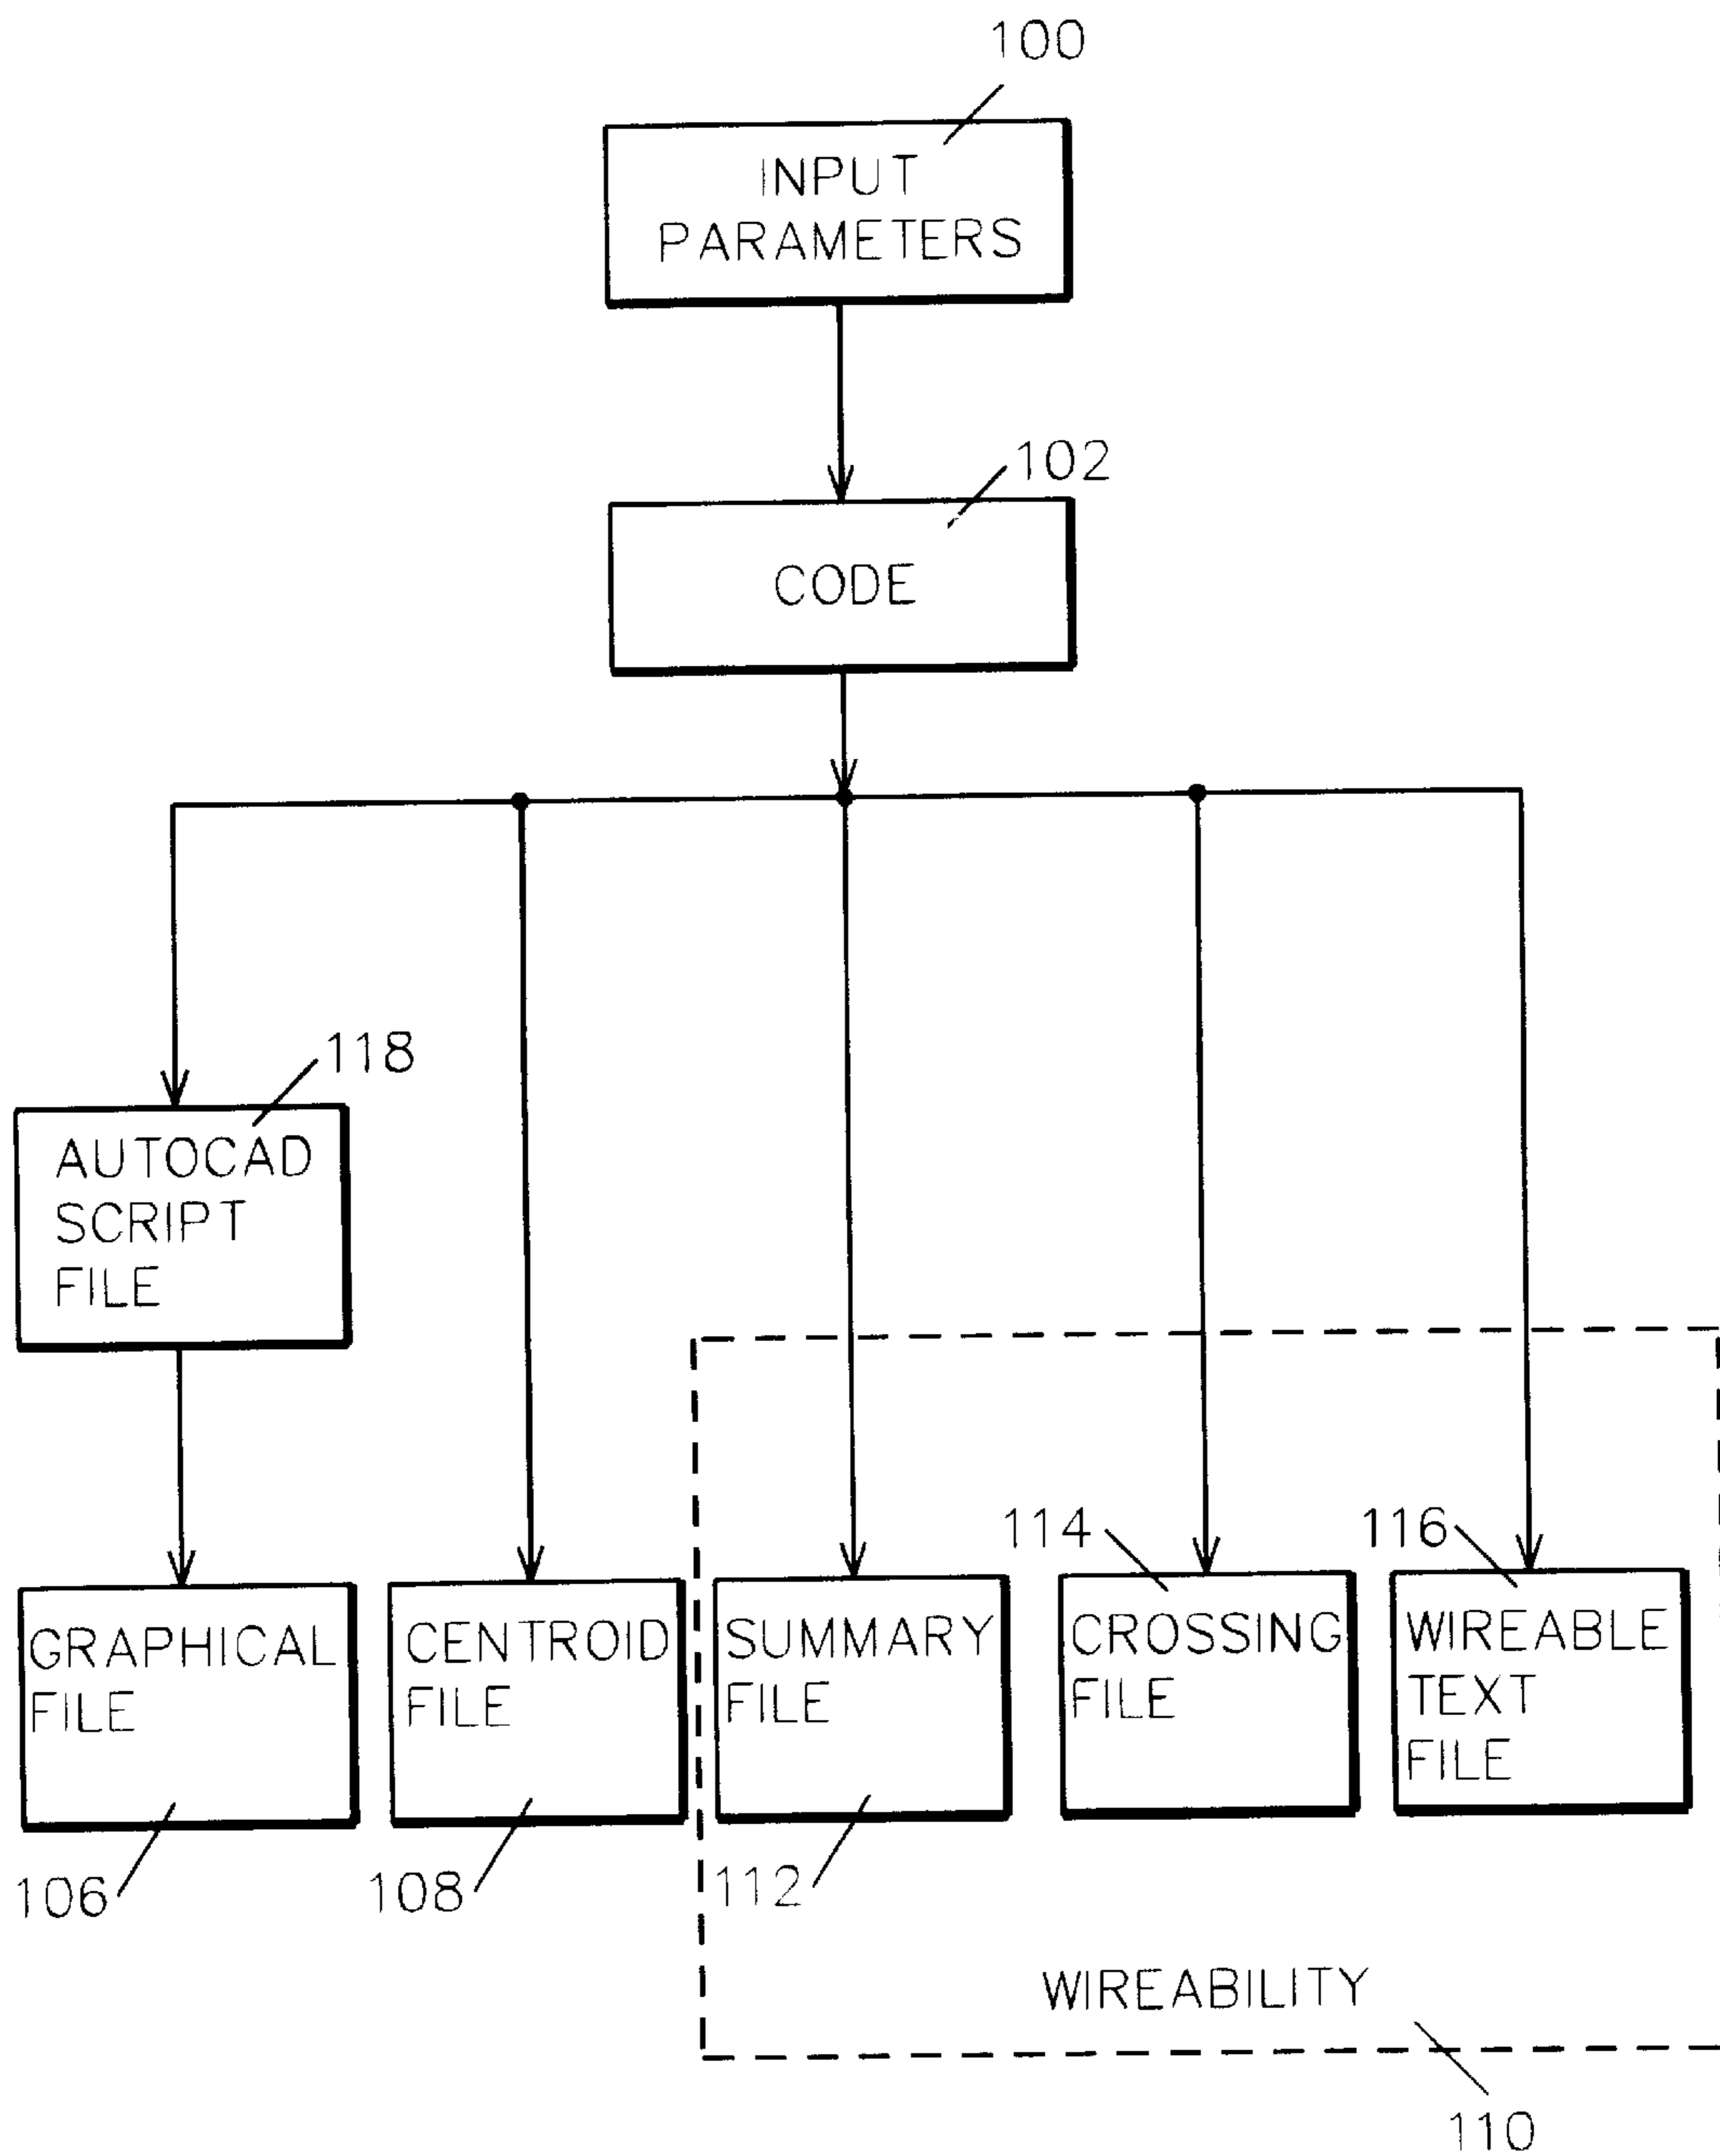 100
INPUT
PARAMETERS
102
CODE
118
AUTOCAD
SCRIPT
FILE
114
116
GRAPHICAL
FILE
CENTROID
FILE
SUMMARY
FILE
CROSSING
FILE
WIREABLE
TEXT
FILE
106
108
112
WIREABILITY
110